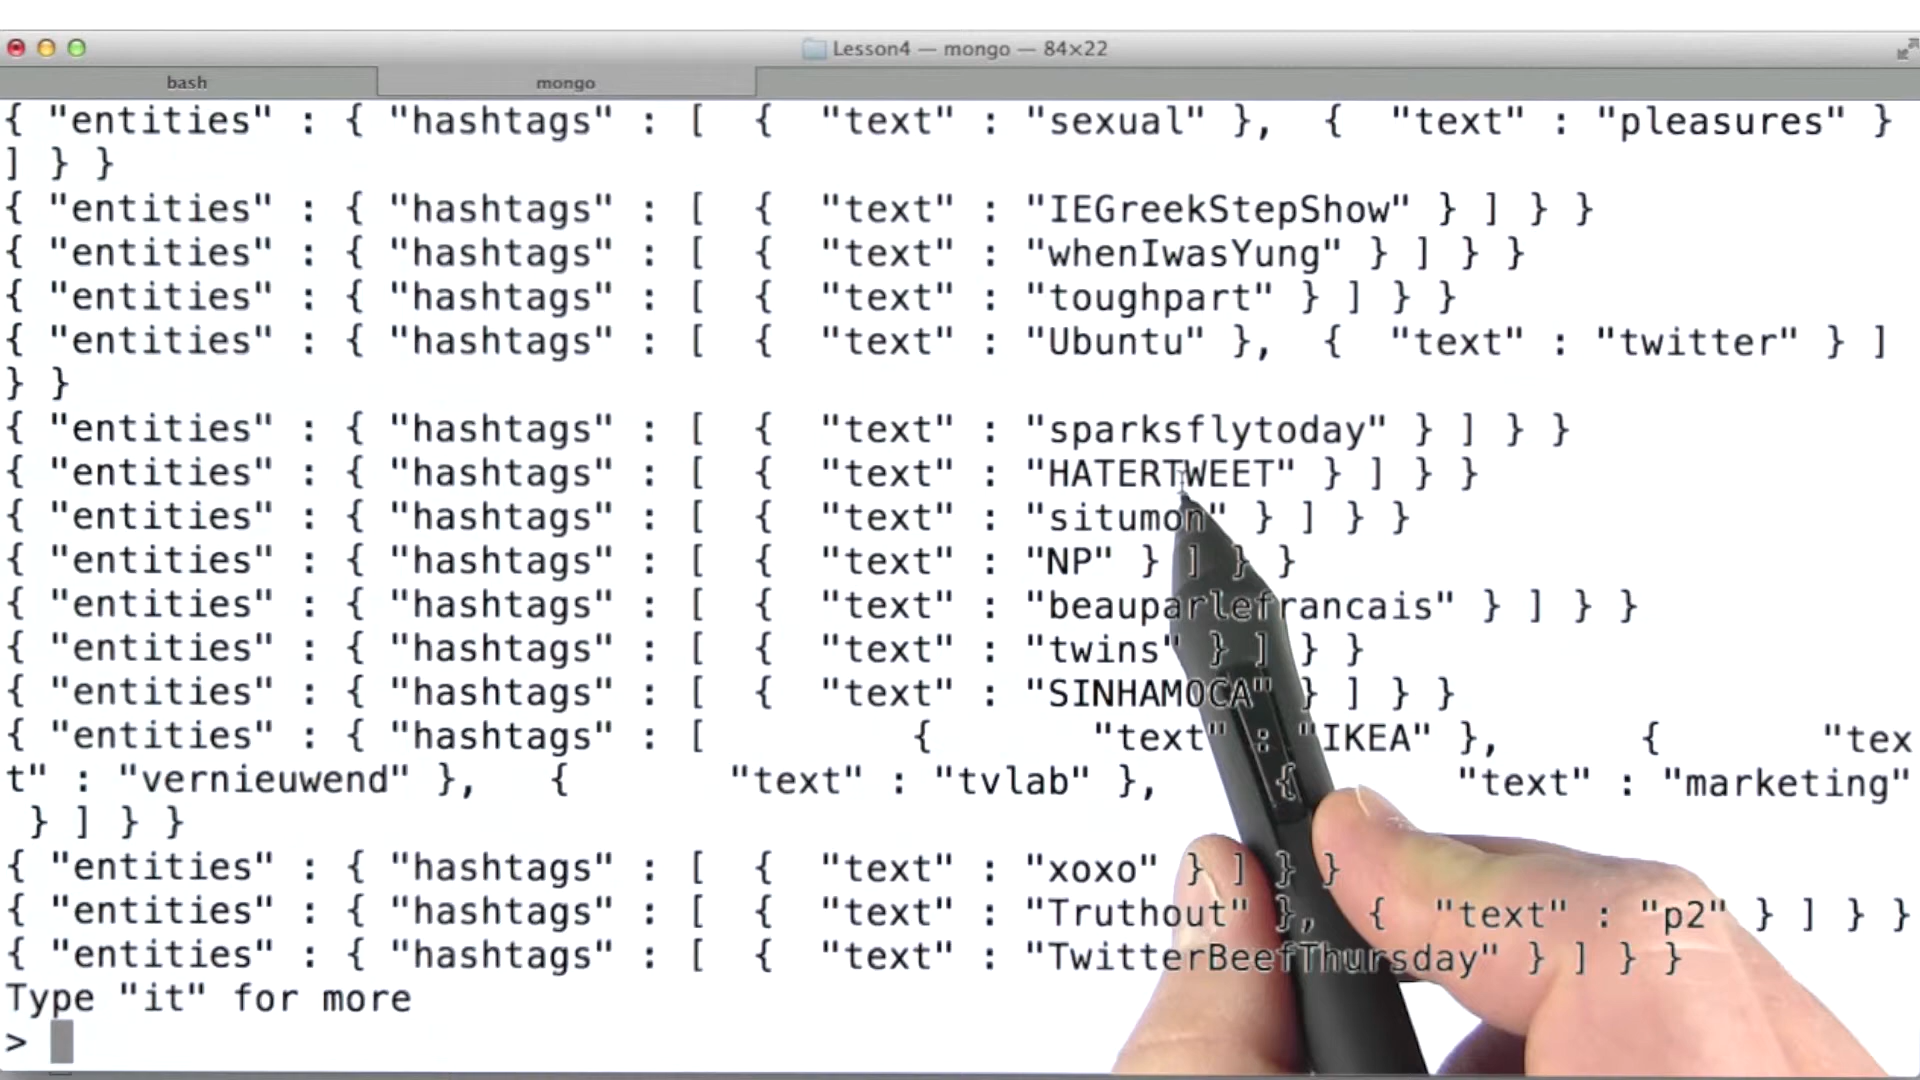 Lesson4 — mongo — 84×22
bash
mongo
{ "entities" : { "hashtags" : [ { "text" : "sexual" }, { "text" : "pleasures" }
] } }
{ "entities" : { "hashtags" : [ { "text" : "IEGreekStepShow" } ] } }
{ "entities" : { "hashtags" : [ { "text" : "whenIwasYung" } ] } }
{ "entities" : { "hashtags" : [ { "text" : "toughpart" } ] } }
{ "entities" : { "hashtags" : [ { "text" : "Ubuntu" }, { "text" : "twitter" } ]
} }
{ "entities" : { "hashtags" : [ { "text" : "sparksflytoday" } ] } }
{ "entities" : { "hashtags" : [ { "text" : "HATERTWEET" } ] } }
{ "entities" : { "hashtags" : [ { "text" : "situmon" } ] } }
{ "entities" : { "hashtags" : [ { "text" : "NP" } ] } }
{ "entities" : { "hashtags" : [ { "text" : "beauparlefrancais" } ] } }
{ "entities" : { "hashtags" : [ { "text" : "twins" } ] } }
{ "entities" : { "hashtags" : [ { "text" : "SINHAMOCA" } ] } }
{ "entities" : { "hashtags" : [ { "text" : "IKEA" }, { "tex
t" : "vernieuwend" }, { "text" : "tvlab" }, { "text" : "marketing"
} ] } }
{ "entities" : { "hashtags" : [ { "text" : "xoxo" } ] } }
{ "entities" : { "hashtags" : [ { "text" : "Truthout" }, { "text" : "p2" } ] } }
{ "entities" : { "hashtags" : [ { "text" : "TwitterBeefThursday" } ] } }
Type "it" for more
>